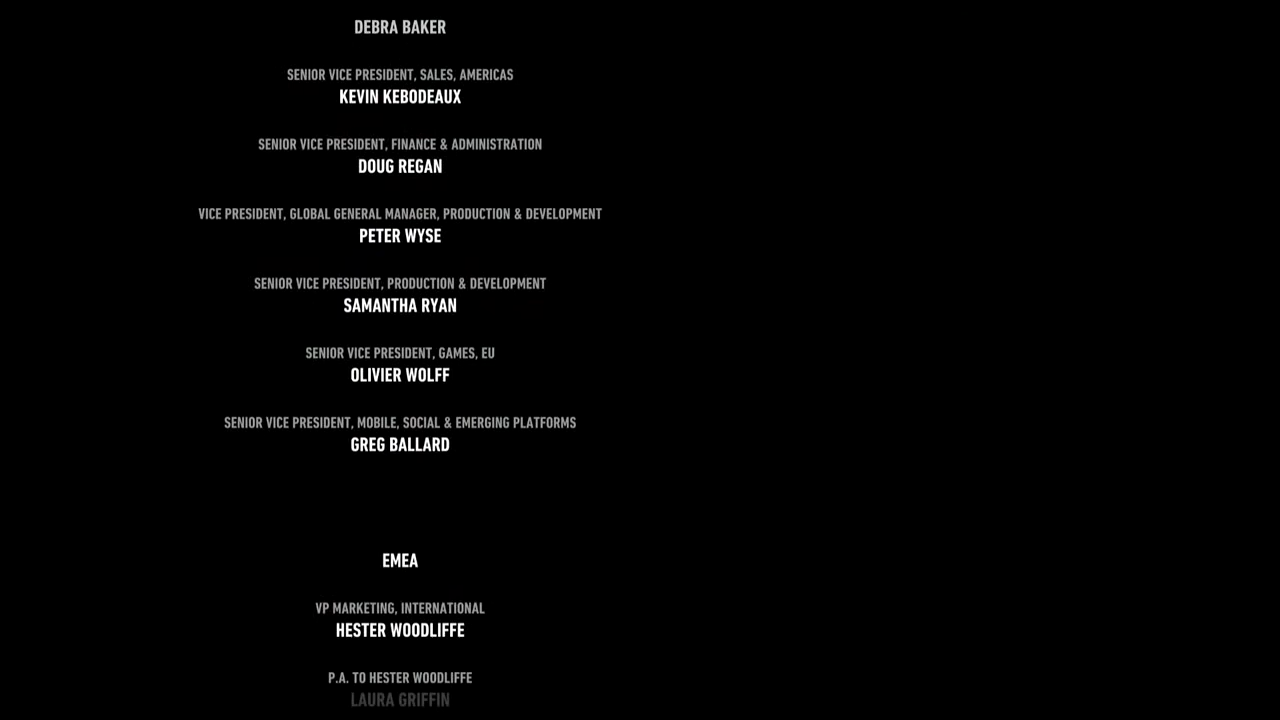 DEBRA BAKER
SENIOR VICE PRESIDENT, SALES, AMERICAS
KEVIN KEBODEAUX
SENIOR VICE PRESIDENT, FINANCE & ADMINISTRATION
DOUG REGAN
VICE PRESIDENT, GLOBAL GENERAL MANAGER, PRODUCTION & DEVELOPMENT
PETER WYSE
SENIOR VICE PRESIDENT, PRODUCTION & DEVELOPMENT
SAMANTHA RYAN
SENIOR VICE PRESIDENT, GAMES, EU
OLIVIER WOLFF
SENIOR VICE PRESIDENT, MOBILE, SOCIAL & EMERGING PLATFORMS
GREG BALLARD
EMEA
VP MARKETING, INTERNATIONAL
HESTER WOODLIFFE
P.A. TO HESTER WOODLIFFE
LAURA GRIFFIN